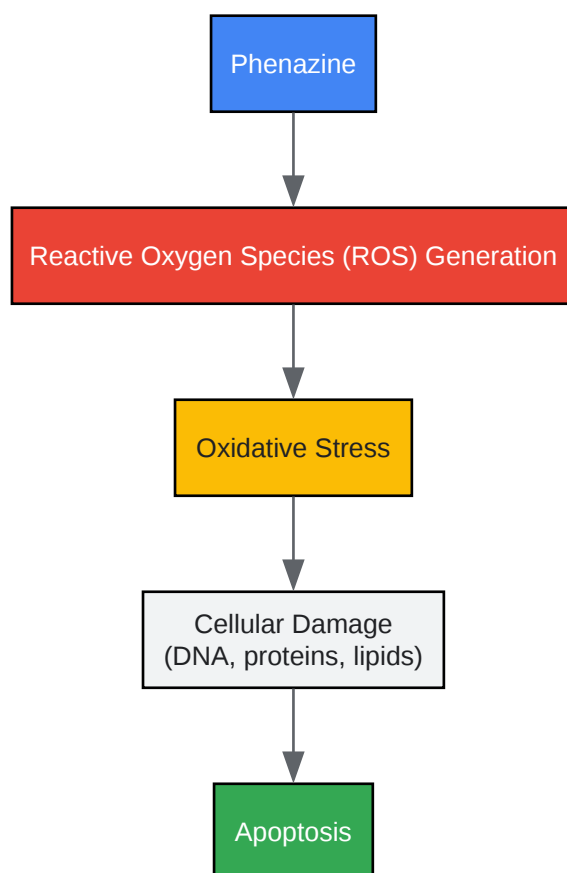 Phenazine
Reactive Oxygen Species (ROS) Generation
Oxidative Stress
Cellular Damage
(DNA, proteins, lipids)
Apoptosis